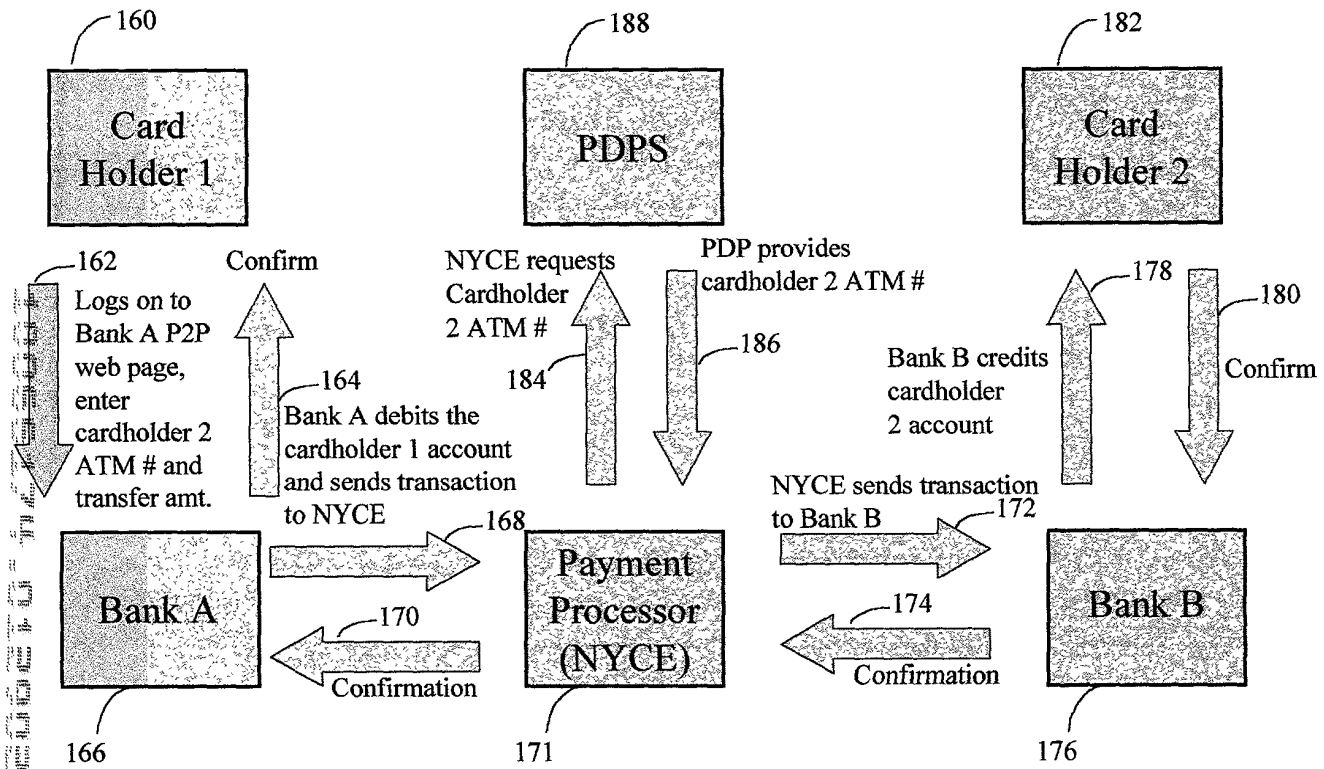 160
188
182
Card
Holder 1
PDPS
Card
Holder 2
162
Logs on to
Bank A P2P
web page,
enter
cardholder 2
ATM # and
transfer amt.
Confirm
164
Bank A debits the
cardholder 1 account
and sends transaction
to NYCE
NYCE requests
Cardholder
2 ATM #
184
PDP provides
cardholder 2 ATM #
186
178
Bank B credits
cardholder
2 account
180
Confirm
168
NYCE sends transaction
to Bank B
172
Bank A
170
Confirmation
Payment
Processor
(NYCE)
174
Confirmation
Bank B
166
171
176